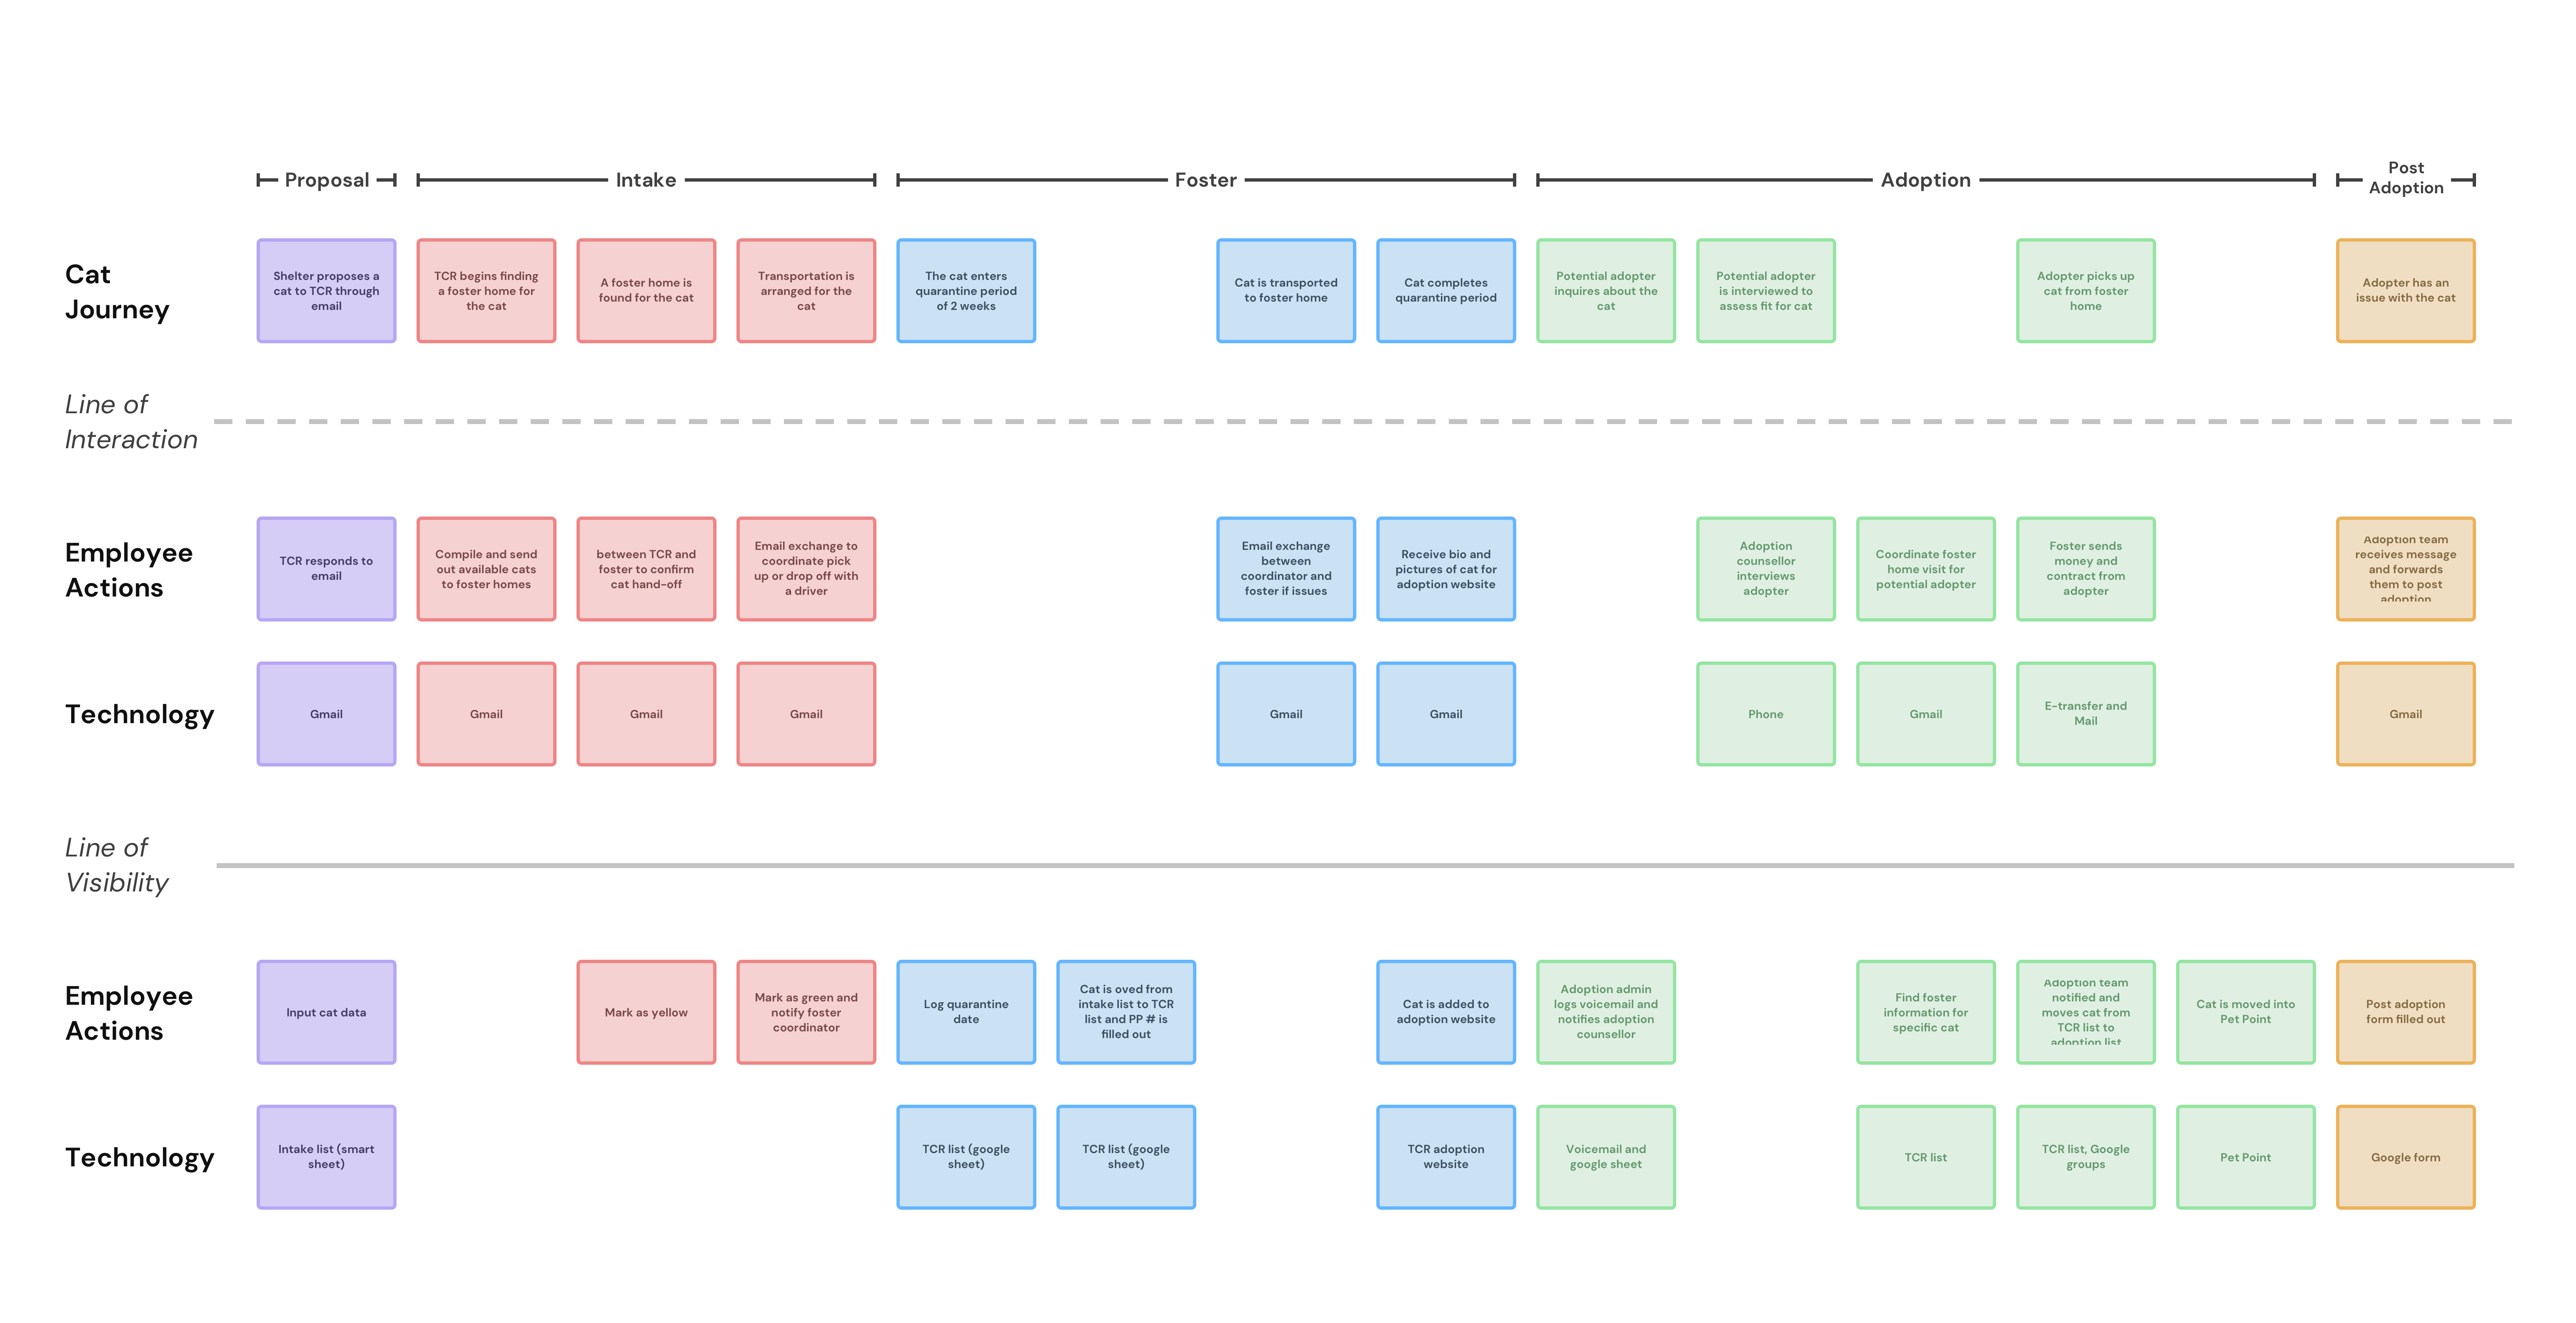 Proposal
Intake
Foster
Adoption
Post
Adoption
Cat
Journey
Shelter proposes a
cat to TCR through
email
TCR begins finding
a foster home for
the cat
A foster home is
found for the cat
Transportation is
arranged for the
cat
The cat enters
quarantine period
of 2 weeks
Cat is transported
to foster home
Cat completes
quarantine period
Potential adopter
inquires about the
cat
Potential adopter
is interviewed to
assess fit for cat
Adopter picks up
cat from foster
home
Adopter has an
issue with the cat
Line of
Interaction
Employee
Actions
TCR responds to
email
Compile and send
out available cats
to foster homes
between TCR and
foster to confirm
cat hand-off
Email exchange to
coordinate pick
up or drop off with
a driver
Email exchange
between
coordinator and
foster if issues
Receive bio and
pictures of cat for
adoption website
Adoption
counsellor
interviews
adopter
Coordinate foster
home visit for
potential adopter
Foster sends
money and
contract from
adopter
Adoption team
receives message
and forwards
them to post
adoption
Technology
Gmail
Gmail
Gmail
Gmail
Gmail
Gmail
Phone
Gmail
E-transfer and
Mail
Gmail
Line of
Visibility
Employee
Actions
Input cat data
Mark as yellow
Mark as green and
notify foster
coordinator
Log quarantine
date
Cat is oved from
intake list to TCR
list and PP # is
filled out
Cat is added to
adoption website
Adoption admin
logs voicemail and
notifies adoption
counsellor
Find foster
information for
specific cat
Adoption team
notified and
moves cat from
TCR list to
adoption list
Cat is moved into
Pet Point
Post adoption
form filled out
Technology
Intake list (smart
sheet)
TCR list (google
sheet)
TCR list (google
sheet)
TCR adoption
website
Voicemail and
google sheet
TCR list
TCR list, Google
groups
Pet Point
Google form